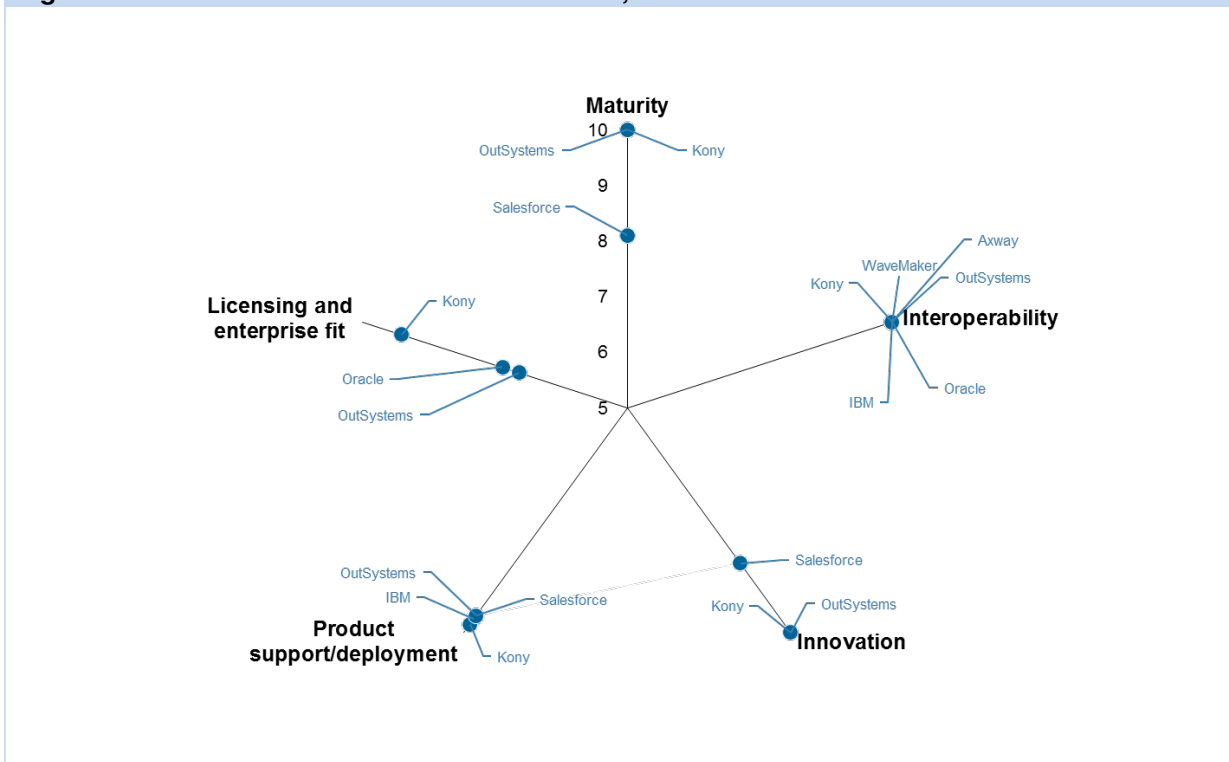 Maturity
10
OutSystems
Kony
9
Salesforce
8
Axway
WaveMaker
OutSystems
Kony
7
Licensing and
enterprise fit
Kony
Interoperability
6
Oracle
Oracle
IBM
5
OutSystems
Salesforce
OutSystems
IBM
Salesforce
Kony
OutSystems
Product
support/deployment
Innovation
Kony